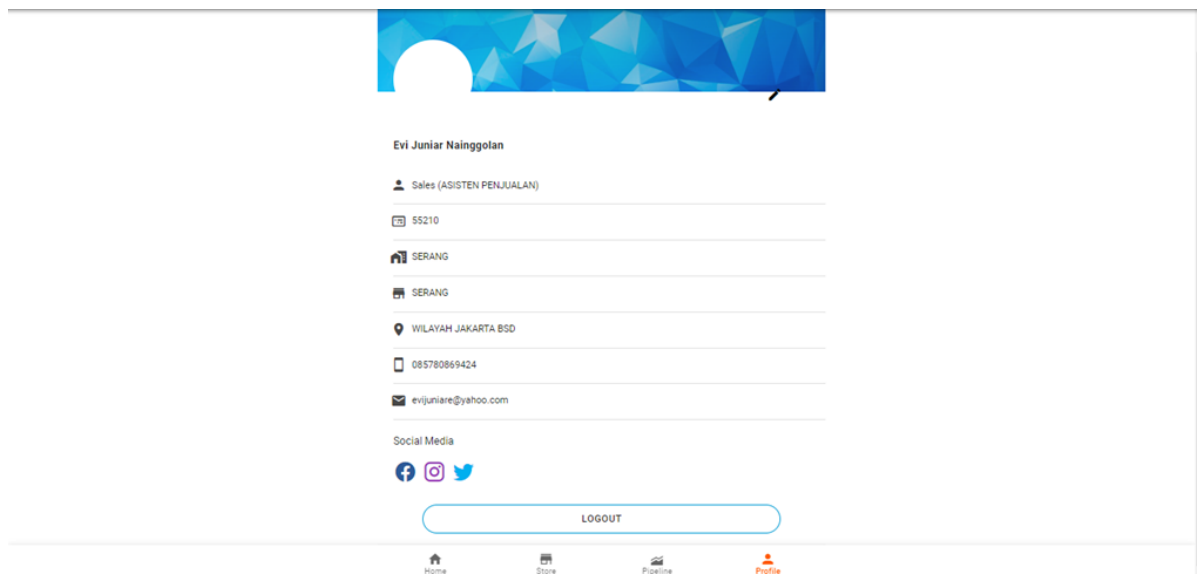 Evi Juniar Nainggolan
Sales (ASISTEN PENJUALAN)
55210
SERANG
SERANG
WILAYAH JAKARTA BSD
085780869424
evijuniare@yahoo.com
Social Media
LOGOUT
Home Store Pipeline Profile